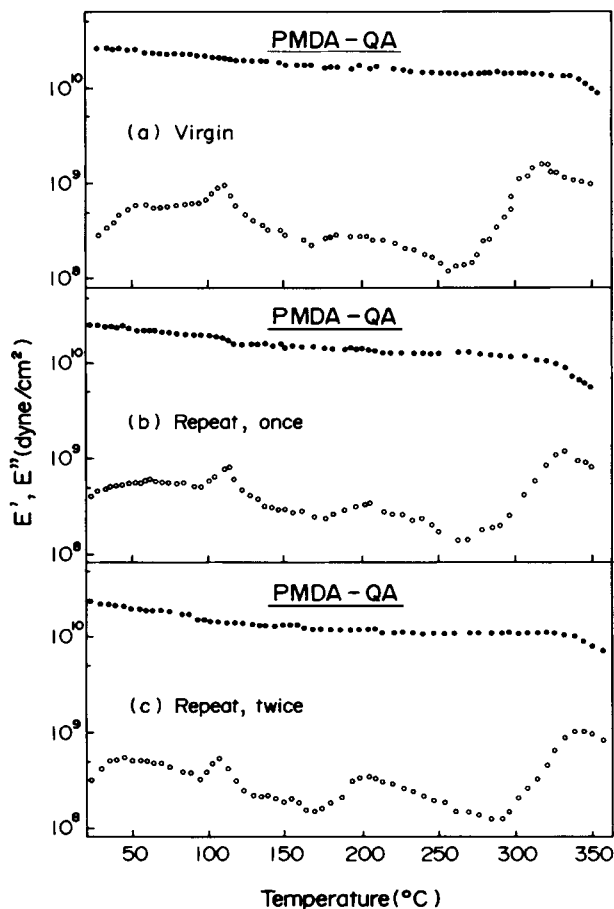 PMDA-QA
10¹⁰
(a) Virgin
10⁹
10⁸
PMDA-QA
10¹⁰
(b) Repeat, once
10⁹
10⁸
PMDA-QA
10¹⁰
(c) Repeat, twice
10⁹
10⁸
E', E" (dyne/cm²)
50 100 150 200 250 300 350
Temperature (°C)